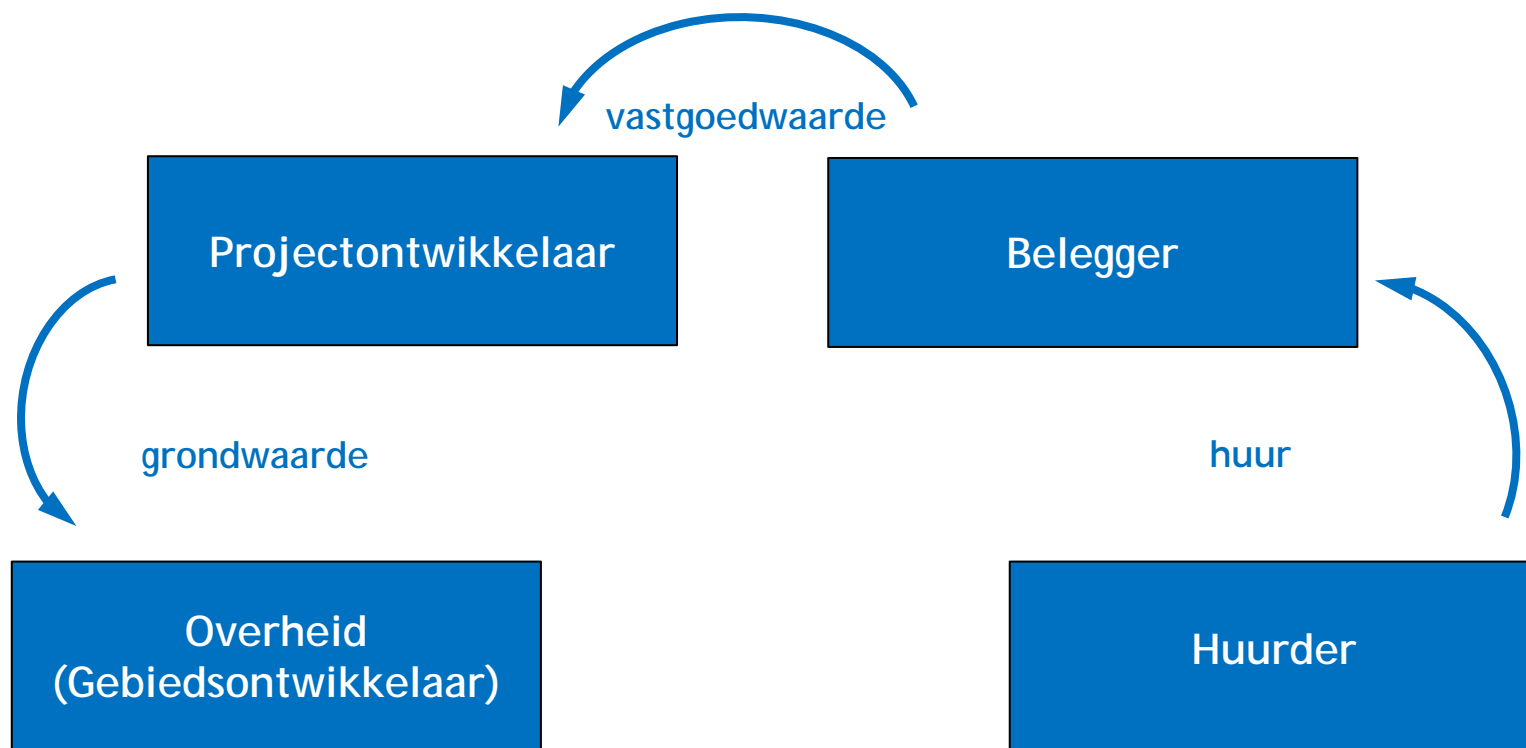 vastgoedwaarde
Projectontwikkelaar
Belegger
grondwaarde
huur
Overheid
(Gebiedsontwikkelaar)
Huurder